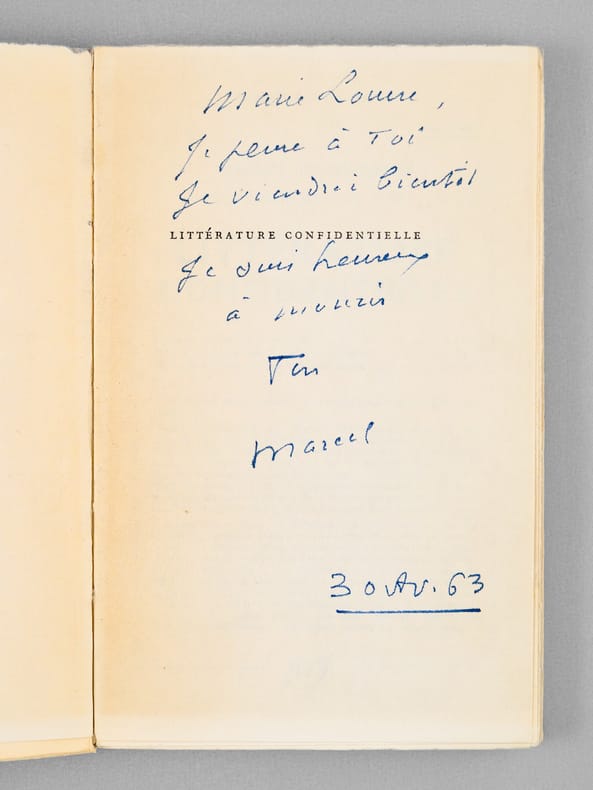 Marie Louise,
Je pense à Toi
Je viendrai bientôt
LITTÉRATURE CONFIDENTIELLE
Je suis heureux
à mourir
Ton
Marcel
30 Av. 63